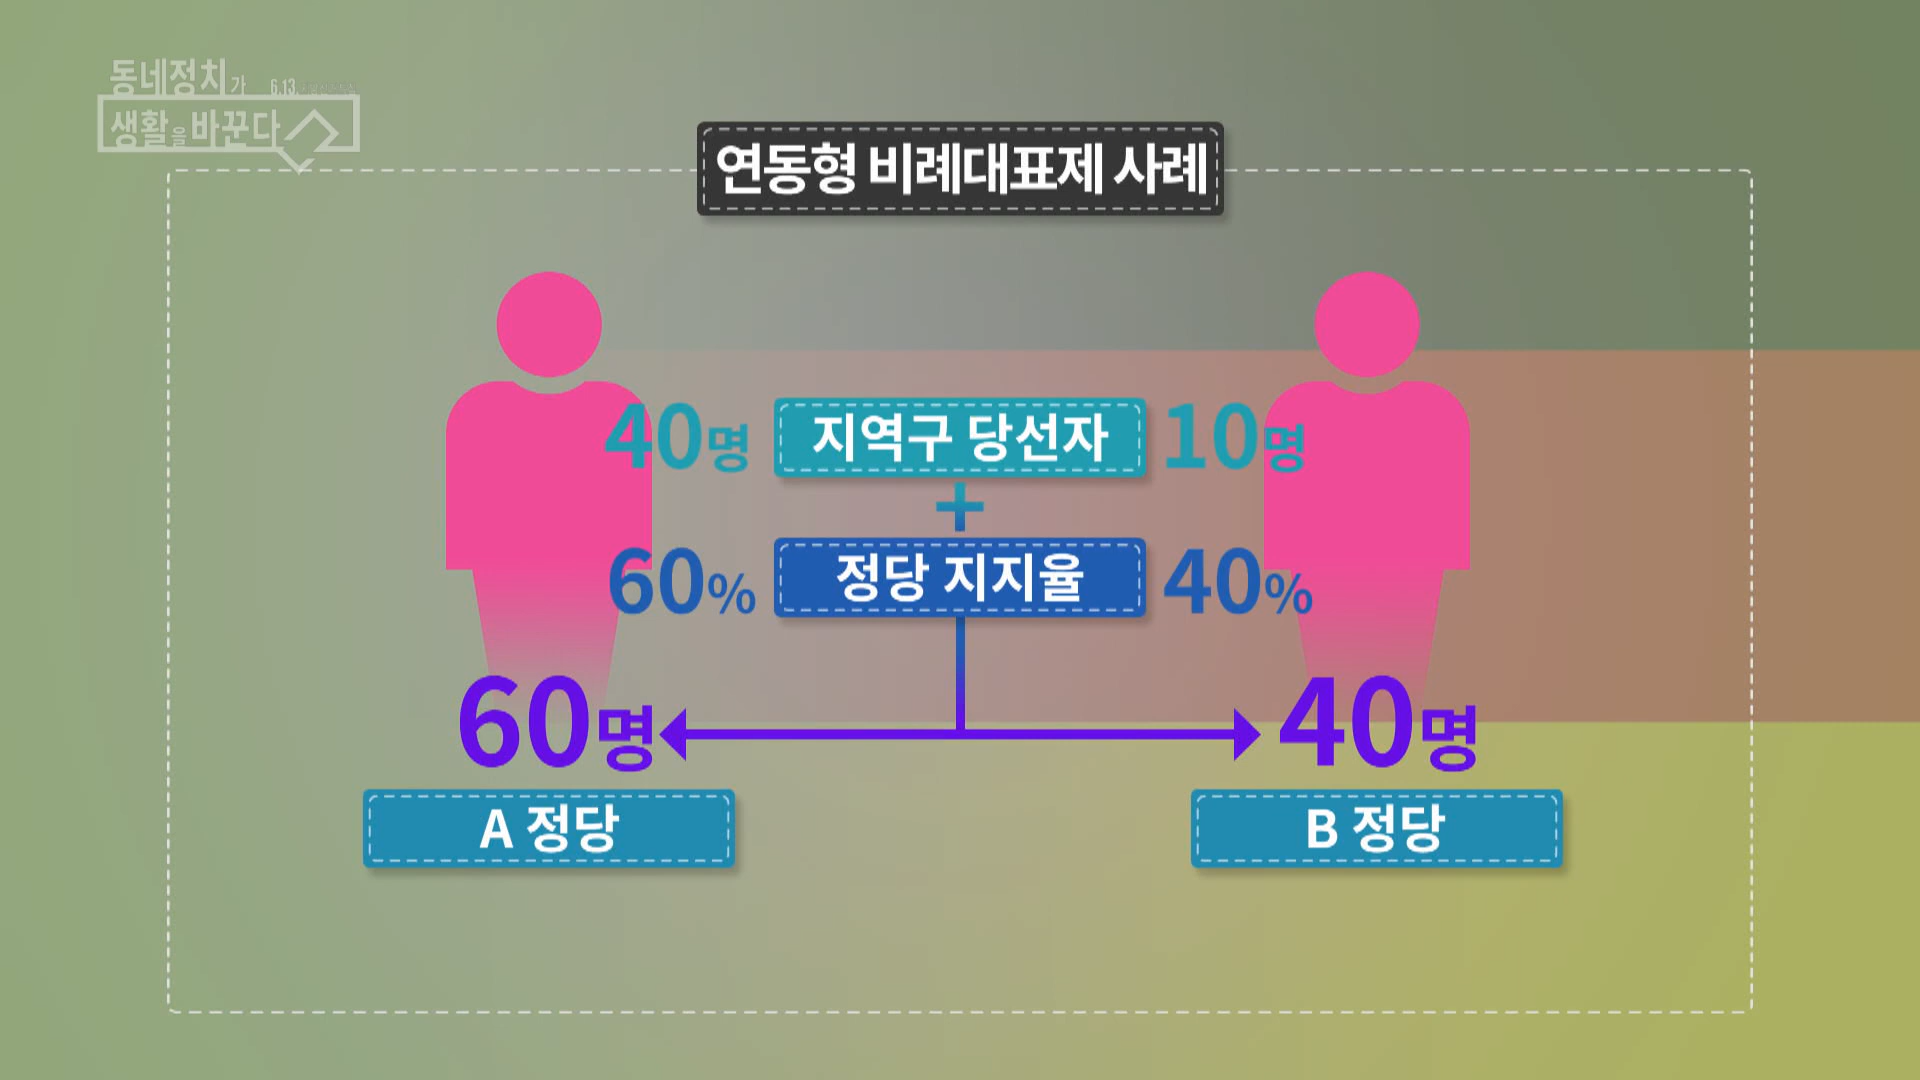 동네정치가 6.13
생활을 바꾼다
연동형 비례대표제 사례
40명 지역구 당선자 10명
+
60% 정당 지지율 40%
60명 40명
A 정당 B 정당